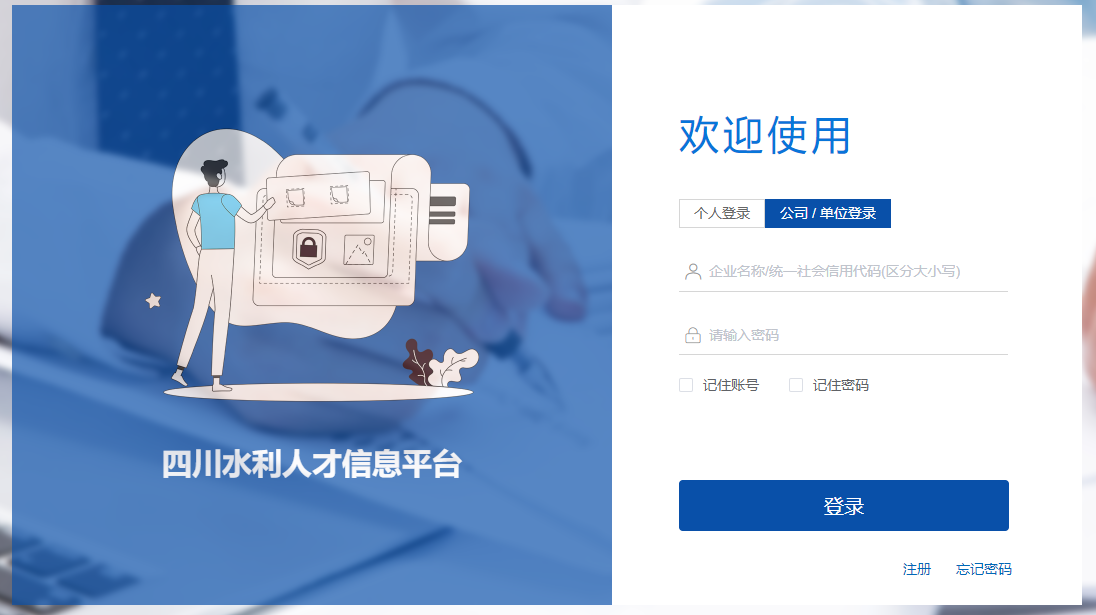 四川水利人才信息平台
欢迎使用
个人登录 公司 / 单位登录
企业名称/统一社会信用代码(区分大小写)
请输入密码
记住账号 记住密码
登录
注册 忘记密码